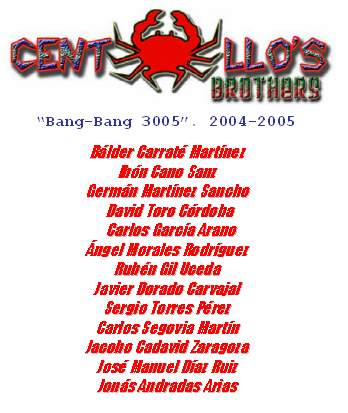 CENT LLO'S
BROTHERS
“Bang-Bang 3005”. 2004-2005
Bálder Carraté Martínez
Ibón Cano Sanz
Germán Martínez Sancho
David Toro Córdoba
Carlos García Arano
Ángel Morales Rodríguez
Rubén Gil Uceda
Javier Dorado Carvajal
Sergio Torres Pérez
Carlos Segovia Martín
Jacobo Cadavid Zaragoza
José Manuel Díaz Ruiz
Jonás Andradas Arias